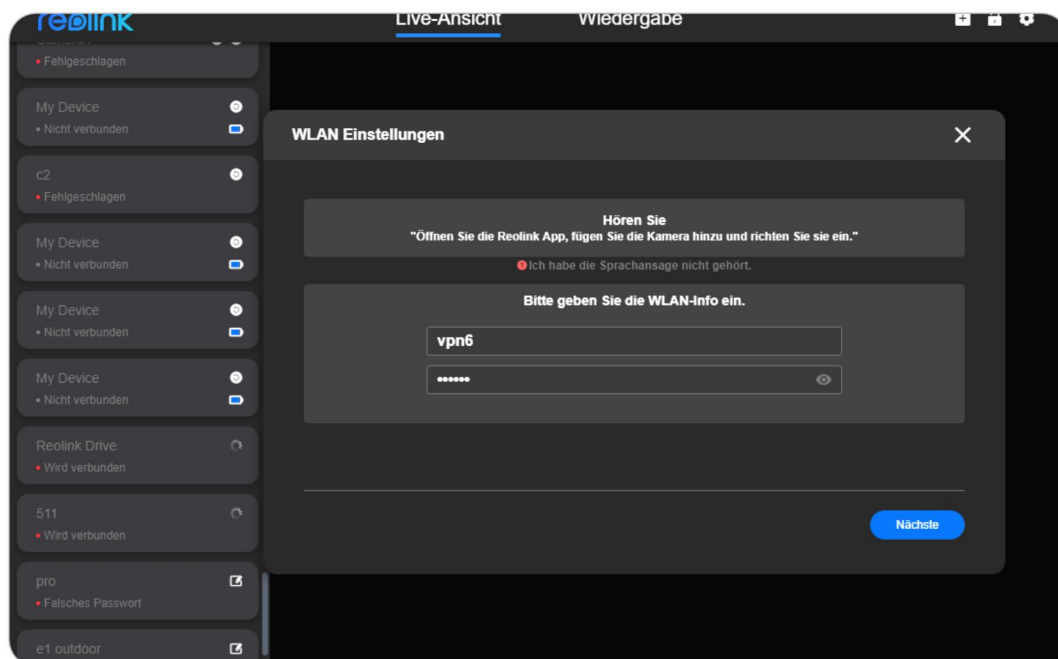 reolink
Live-Ansicht
Wiedergabe
Fehlgeschlagen
My Device
Nicht verbunden
c2
Fehlgeschlagen
My Device
Nicht verbunden
My Device
Nicht verbunden
My Device
Nicht verbunden
Reolink Drive
Wird verbunden
511
Wird verbunden
pro
Falsches Passwort
e1 outdoor
WLAN Einstellungen
Hören Sie
"Öffnen Sie die Reolink App, fügen Sie die Kamera hinzu und richten Sie sie ein."
Ich habe die Sprachansage nicht gehört.
Bitte geben Sie die WLAN-Info ein.
vpn6
••••••
Nächste